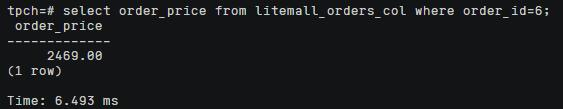 tpch=# select order_price from litemall_orders_col where order_id=6;
order_price
-------------
2469.00
(1 row)
Time: 6.493 ms